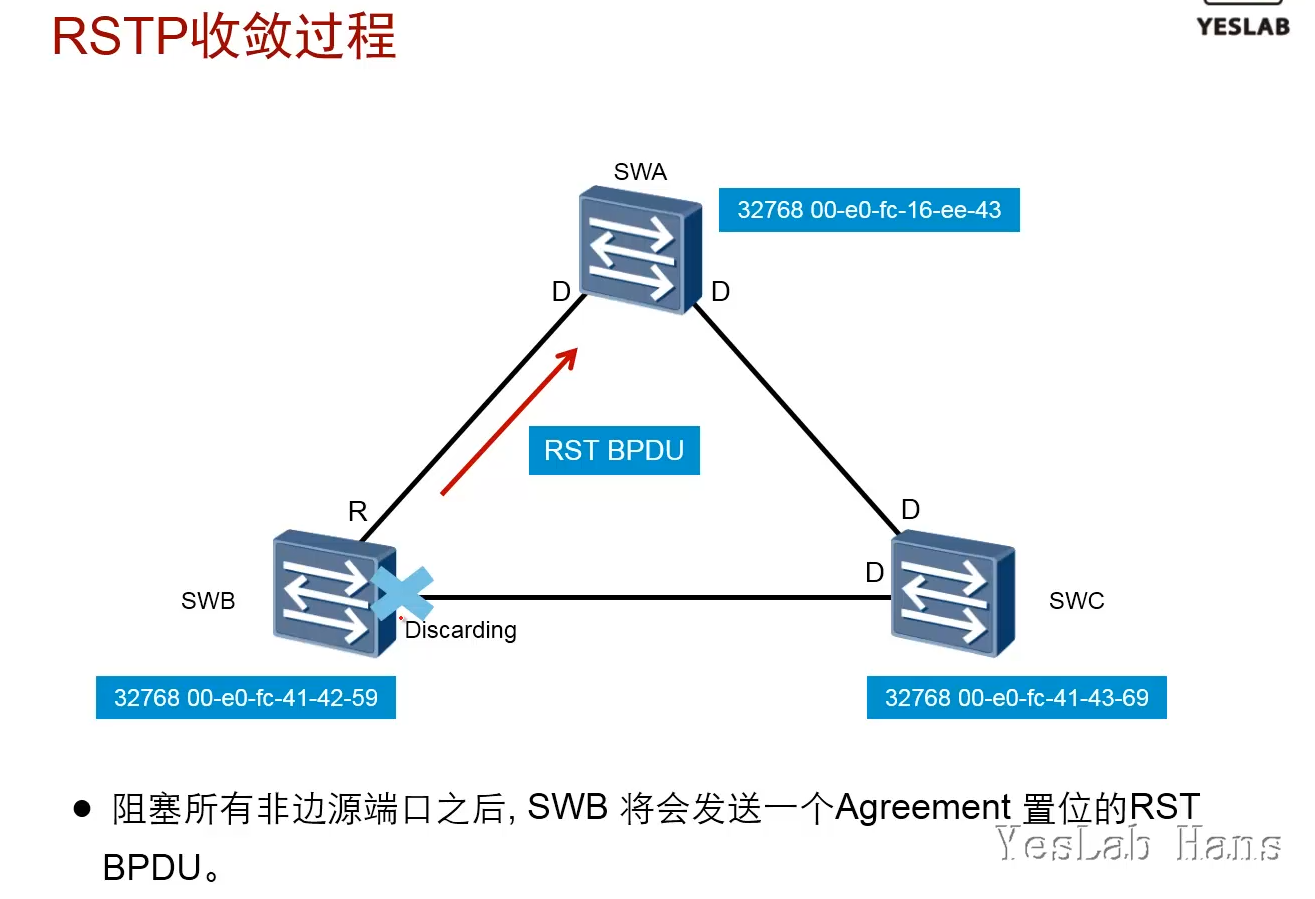 RSTP收敛过程
YESLAB
SWA
32768 00-e0-fc-16-ee-43
D
D
RST BPDU
R
D
D
SWB
SWC
Discarding
32768 00-e0-fc-41-42-59
32768 00-e0-fc-41-43-69
● 阻塞所有非边源端口之后, SWB 将会发送一个Agreement 置位的RST
BPDU。
YesLab Hans